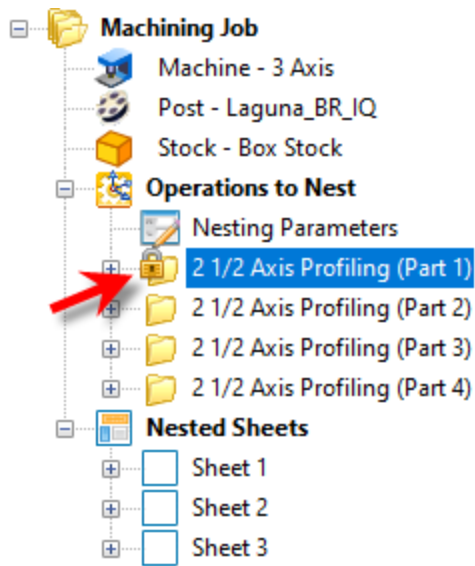 Machining Job
Machine - 3 Axis
Post - Laguna_BR_IQ
Stock - Box Stock
Operations to Nest
Nesting Parameters
2 1/2 Axis Profiling (Part 1)
2 1/2 Axis Profiling (Part 2)
2 1/2 Axis Profiling (Part 3)
2 1/2 Axis Profiling (Part 4)
Nested Sheets
Sheet 1
Sheet 2
Sheet 3